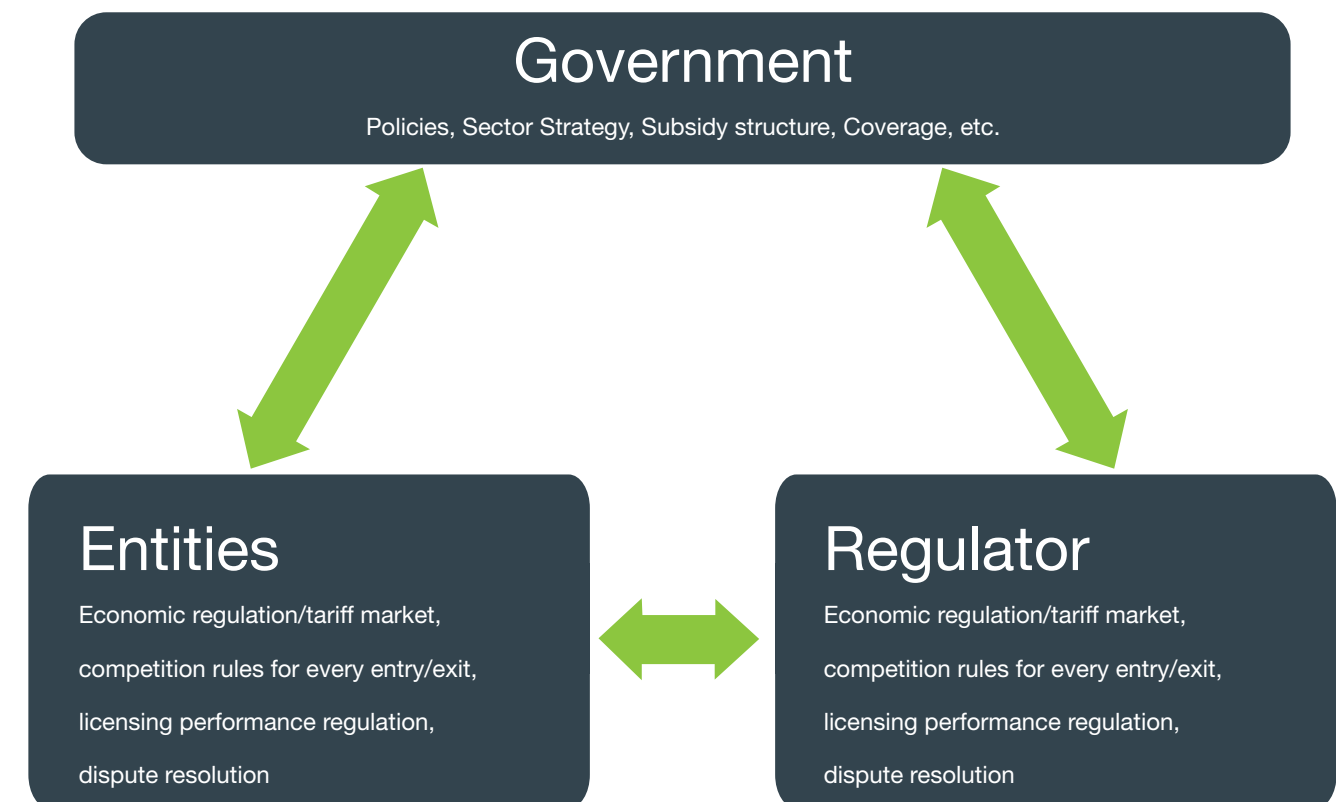 Government
Policies, Sector Strategy, Subsidy structure, Coverage, etc.
Entities
Economic regulation/tariff market,
competition rules for every entry/exit,
licensing performance regulation,
dispute resolution
Regulator
Economic regulation/tariff market,
competition rules for every entry/exit,
licensing performance regulation,
dispute resolution